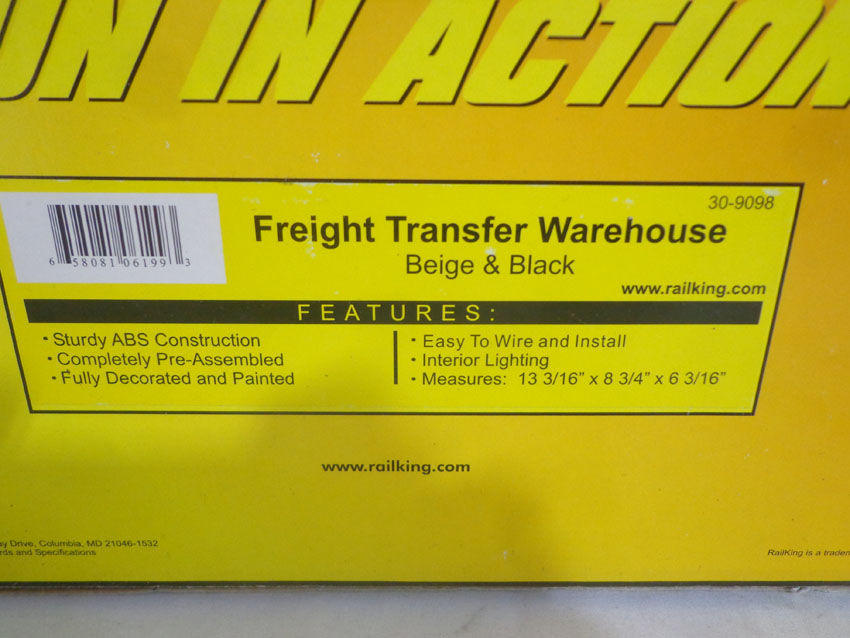 UN IN ACTION
30-9098
Freight Transfer Warehouse
Beige & Black
www.railking.com
6 58081 06199 3
FEATURES:
• Sturdy ABS Construction
• Completely Pre-Assembled
• Fully Decorated and Painted
• Easy To Wire and Install
• Interior Lighting
• Measures: 13 3/16” x 8 3/4” x 6 3/16”
www.railking.com
ay Drive, Columbia, MD 21046-1532
rds and Specifications
RailKing is a traden